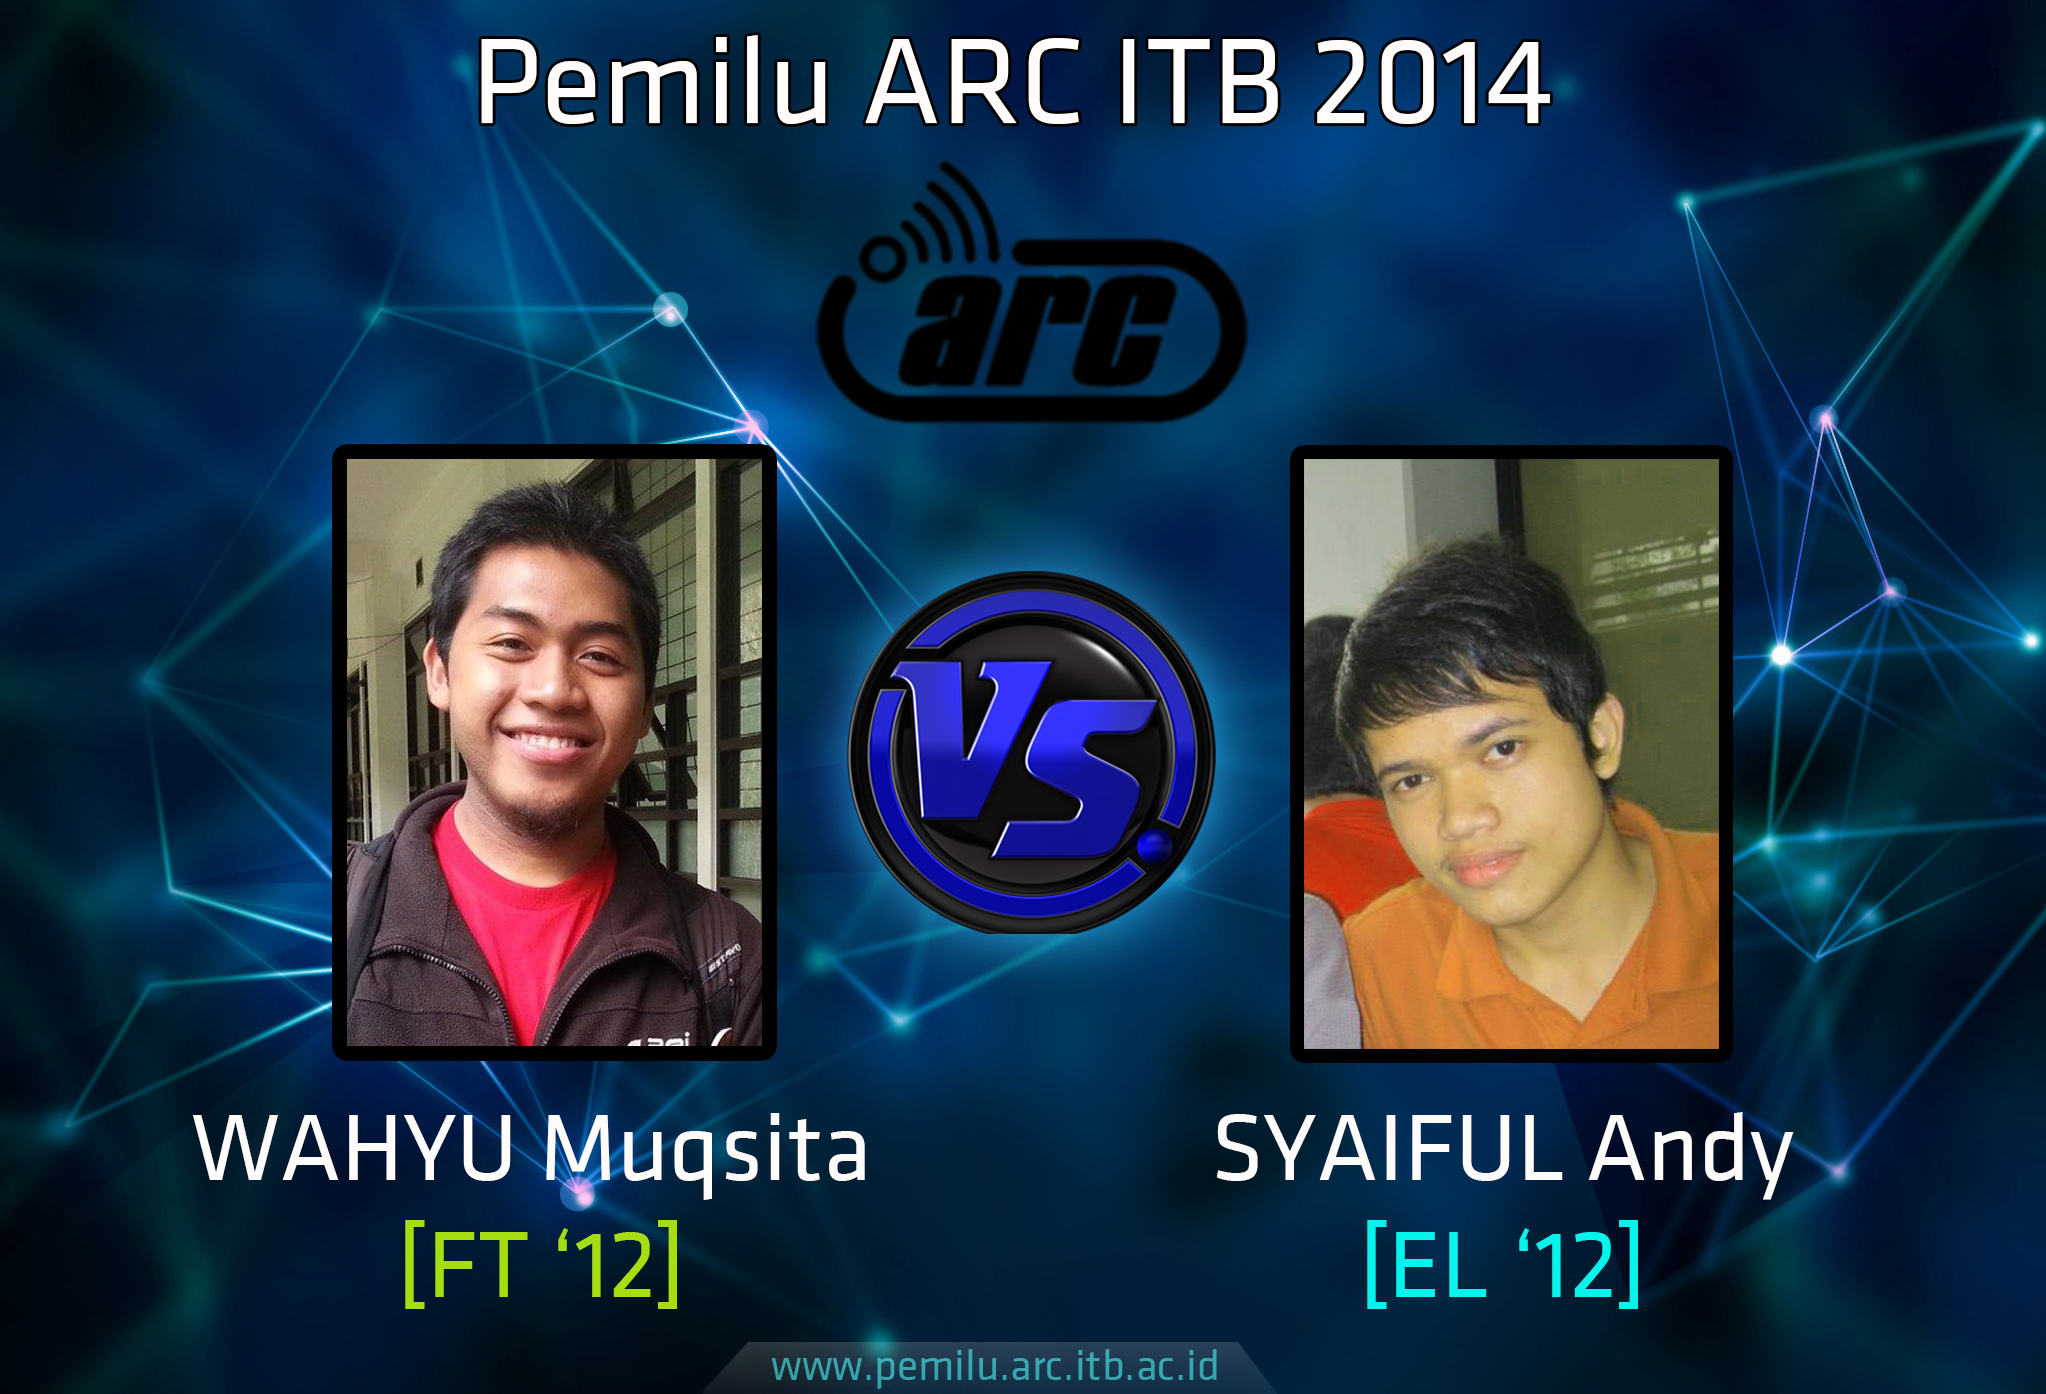 Pemilu ARC ITB 2014
arc
VS.
WAHYU Muqsita
SYAIFUL Andy
[FT ‘12]
[EL ‘12]
www.pemilu.arc.itb.ac.id